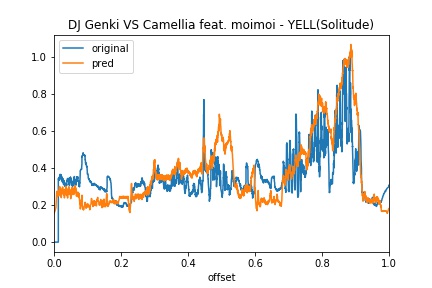 DJ Genki VS Camellia feat. moimoi - YELL(Solitude)
original
pred
1.0
0.8
0.6
0.4
0.2
0.0
0.0 0.2 0.4 0.6 0.8 1.0
offset